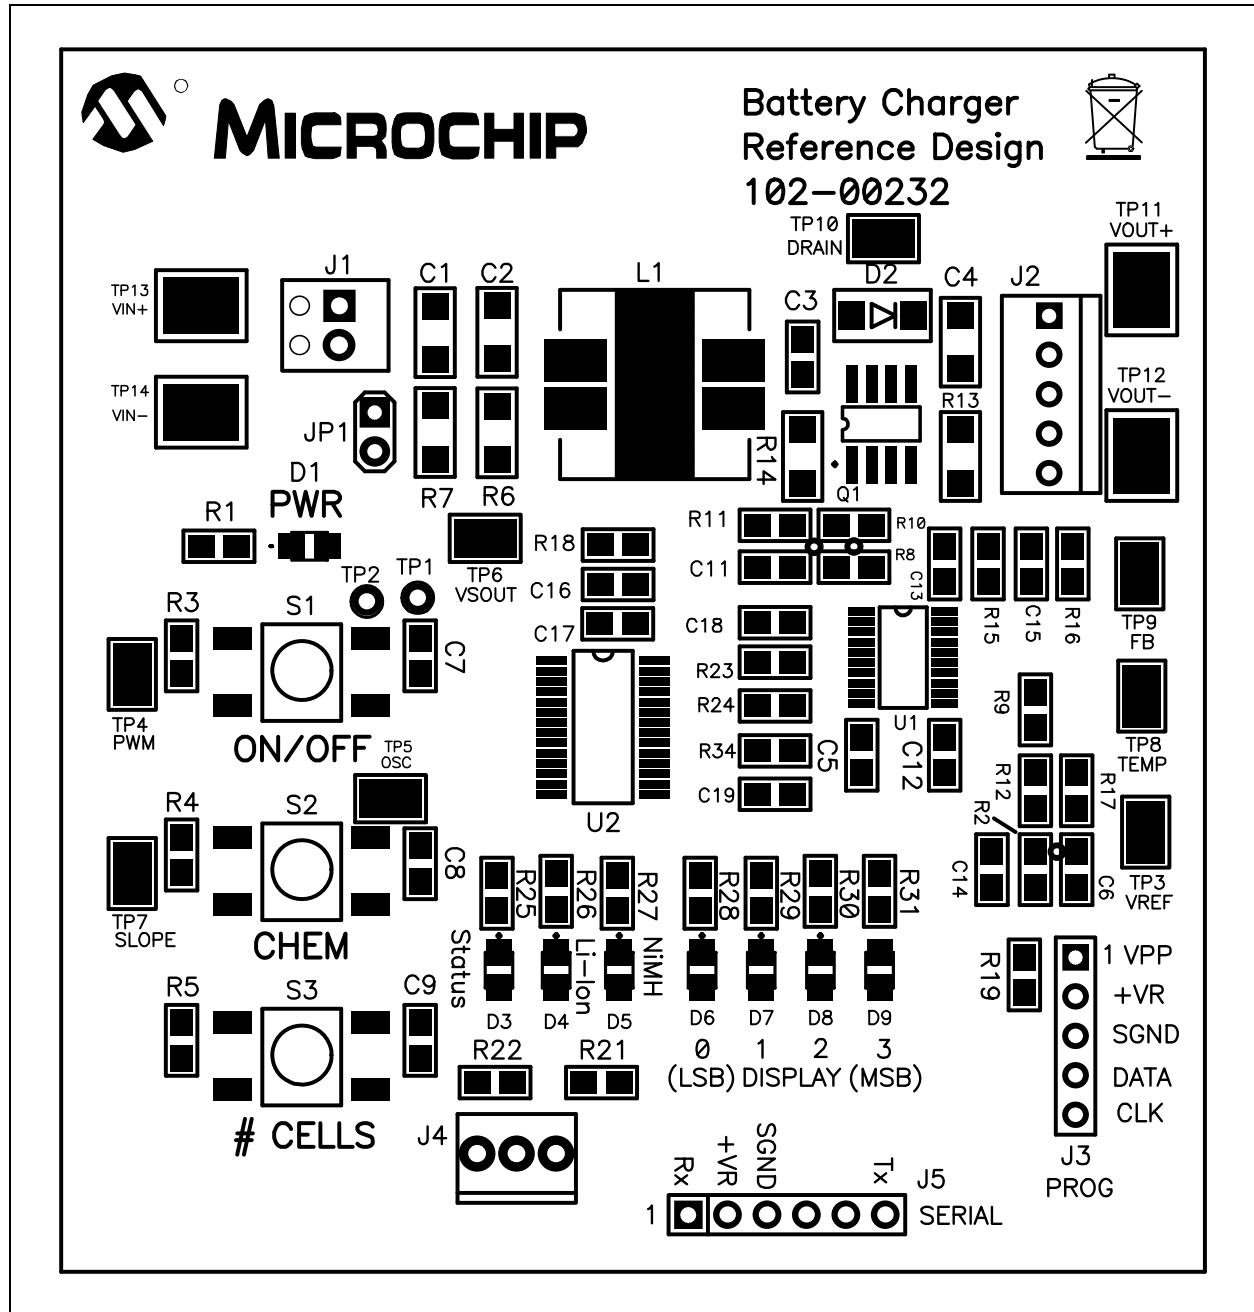 MICROCHIP
Battery Charger
Reference Design
102-00232
TP10
DRAIN
TP11
VOUT+
TP13
VIN+
J1
C1
C2
L1
C3
D2
C4
J2
TP14
VIN-
JP1
R7
R6
R14
Q1
R13
TP12
VOUT-
D1
PWR
R1
TP6
VSOUT
R18
C16
C17
R11
C11
R10
R8
C13
R15
C15
R16
TP9
FB
TP2
TP1
R3
S1
C7
TP4
PWM
ON/OFF
TP5
OSC
C18
R23
R24
R34
C19
U1
C5
C12
R9
TP8
TEMP
R4
S2
C8
U2
R12
R17
R2
C14
C6
TP3
VREF
TP7
SLOPE
CHEM
R25
R26
R27
R28
R29
R30
R31
Status
Li-Ion
NiMH
D3
D4
D5
D6
D7
D8
D9
0
1
2
3
(LSB) DISPLAY (MSB)
R5
S3
C9
# CELLS
R22
R21
J4
R19
1 VPP
+VR
SGND
DATA
CLK
J3
PROG
Rx
+VR
SGND
Tx
J5
1
SERIAL